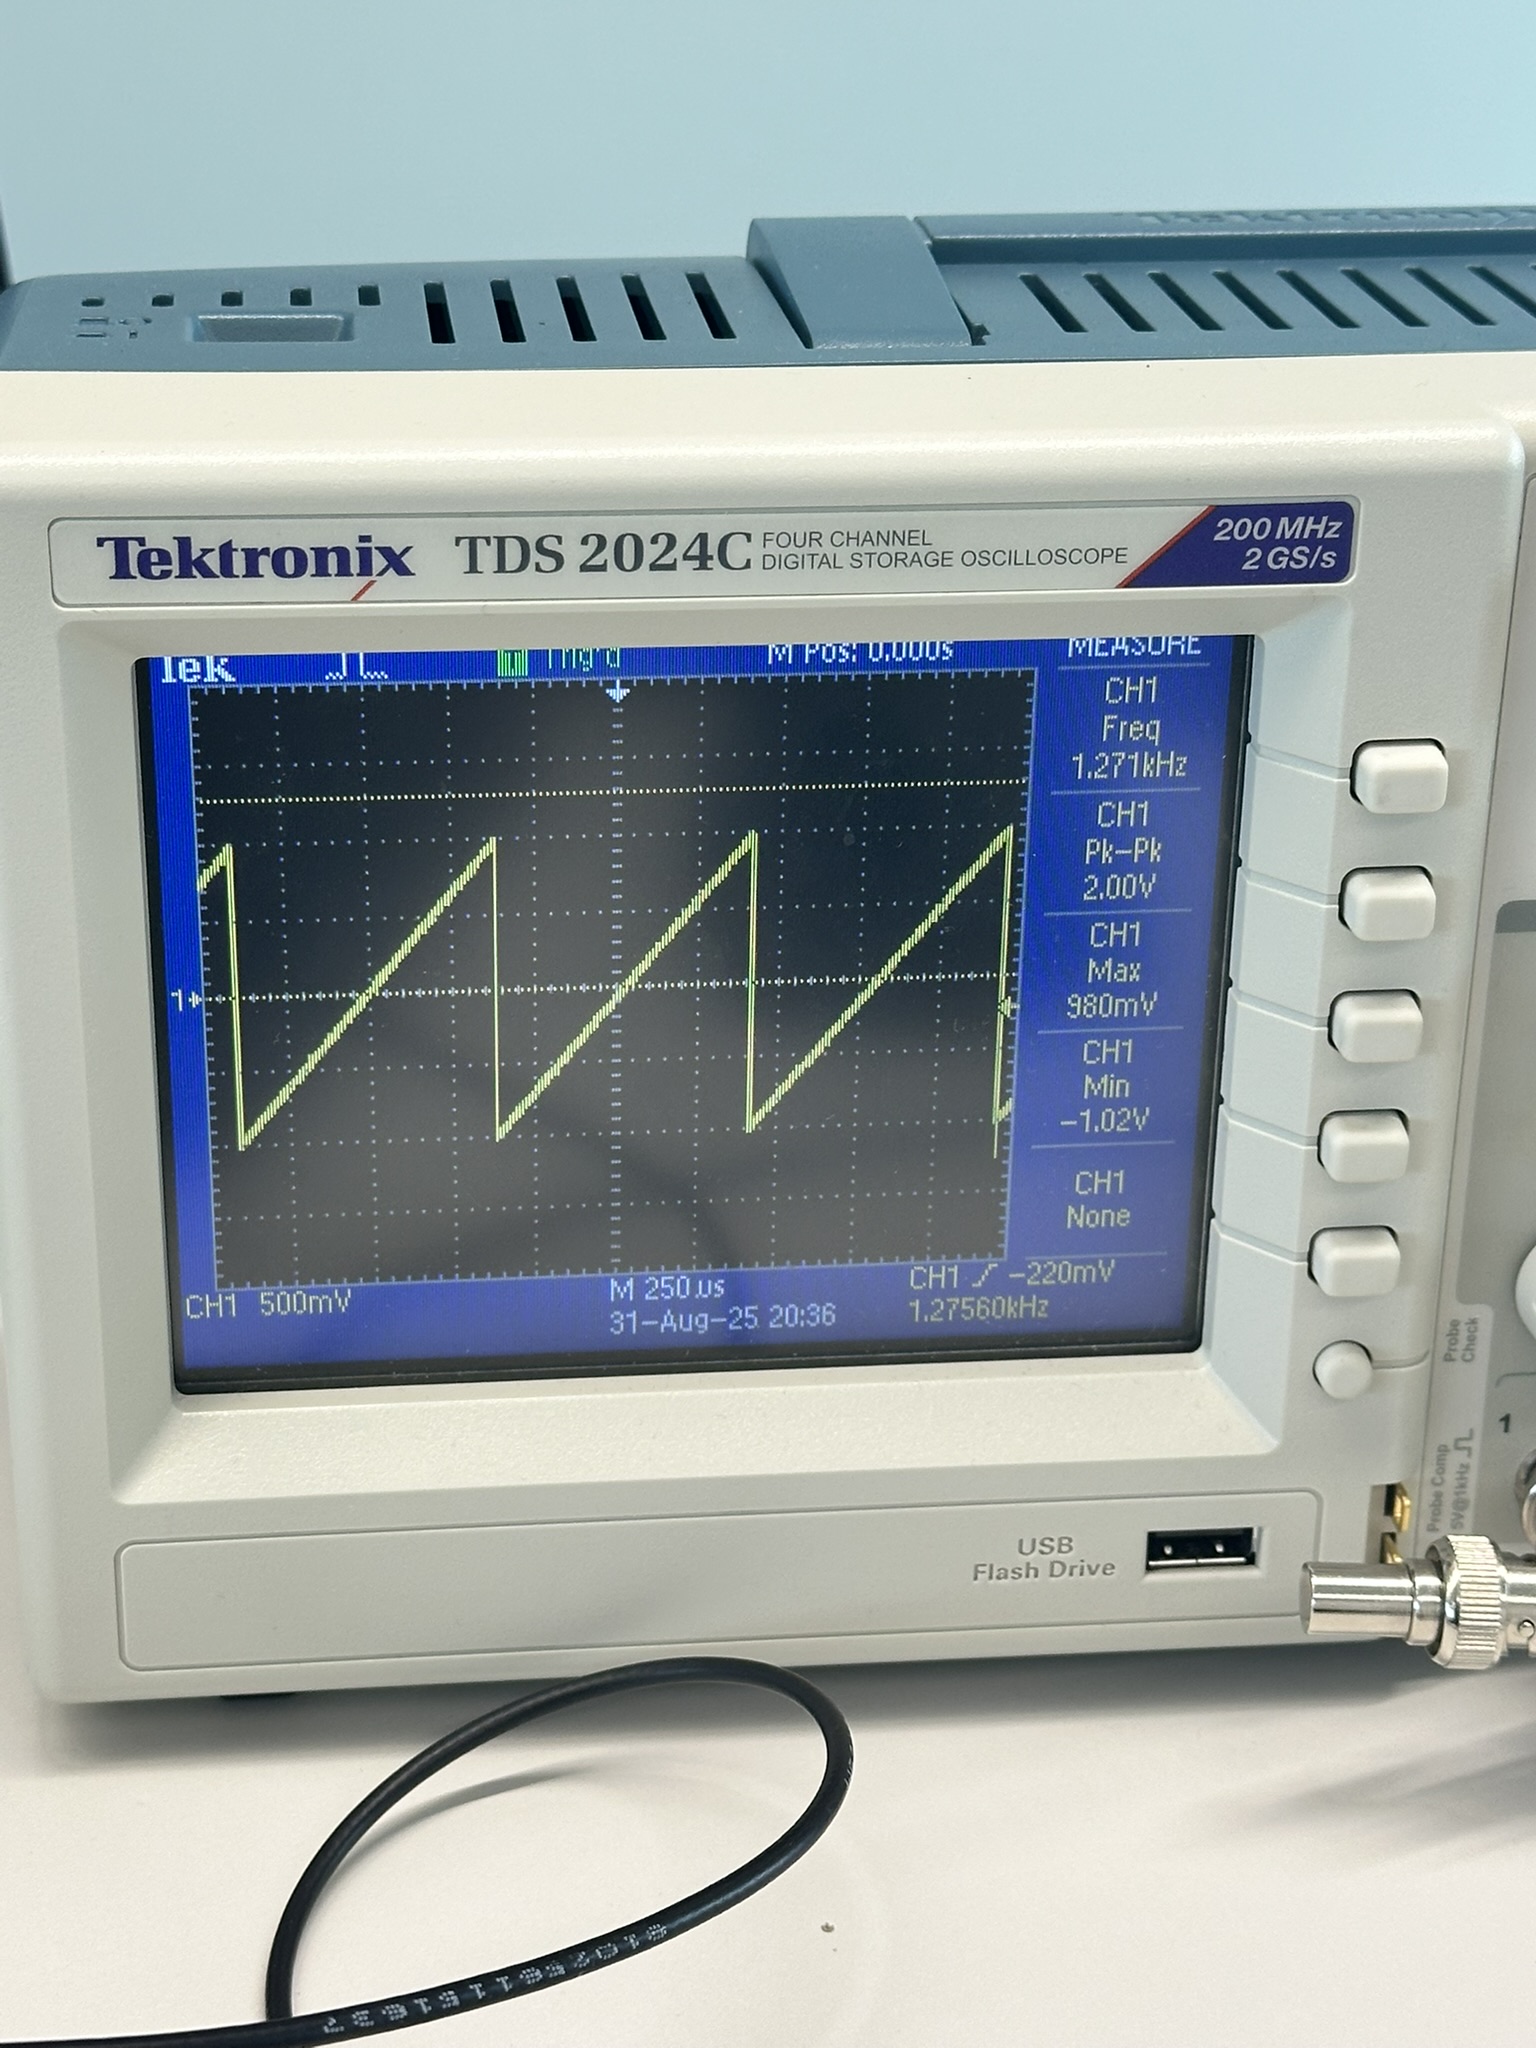 Tektronix TDS 2024C FOUR CHANNEL
DIGITAL STORAGE OSCILLOSCOPE
200 MHz
2 GS/s
Tek
Trig'd
M Pos: 0.000s
MEASURE
CH1
Freq
1.271kHz
CH1
Pk-Pk
2.00V
CH1
Max
980mV
CH1
Min
-1.02V
CH1
None
1
CH1 500mV
M 250us
CH1 -220mV
31-Aug-25 20:36
1.27560kHz
USB
Flash Drive
Probe
Check
1
Probe Comp
5V@1kHz